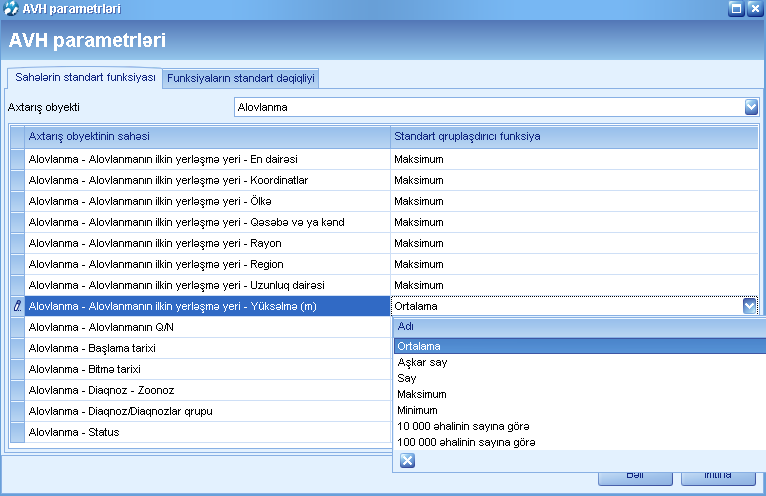 AVH parametrləri
AVH parametrləri
Sahələrin standart funksiyası
Funksiyaların standart dəqiqliyi
Axtarış obyekti
Alovlanma
Axtarış obyektinin sahəsi
Standart qruplaşdırıcı funksiya
Alovlanma - Alovlanmanın ilkin yerləşmə yeri - En dairəsi
Maksimum
Alovlanma - Alovlanmanın ilkin yerləşmə yeri - Koordinatlar
Maksimum
Alovlanma - Alovlanmanın ilkin yerləşmə yeri - Ölkə
Maksimum
Alovlanma - Alovlanmanın ilkin yerləşmə yeri - Qəsəbə və ya kənd
Maksimum
Alovlanma - Alovlanmanın ilkin yerləşmə yeri - Rayon
Maksimum
Alovlanma - Alovlanmanın ilkin yerləşmə yeri - Region
Maksimum
Alovlanma - Alovlanmanın ilkin yerləşmə yeri - Uzunluq dairəsi
Maksimum
Alovlanma - Alovlanmanın ilkin yerləşmə yeri - Yüksəlmə (m)
Ortalama
Alovlanma - Alovlanmanın Q/N
Alovlanma - Başlama tarixi
Alovlanma - Bitmə tarixi
Alovlanma - Diaqnoz - Zoonoz
Alovlanma - Diaqnoz/Diaqnozlar qrupu
Alovlanma - Status
Adı
Ortalama
Aşkar say
Say
Maksimum
Minimum
10 000 əhalinin sayına görə
100 000 əhalinin sayına görə